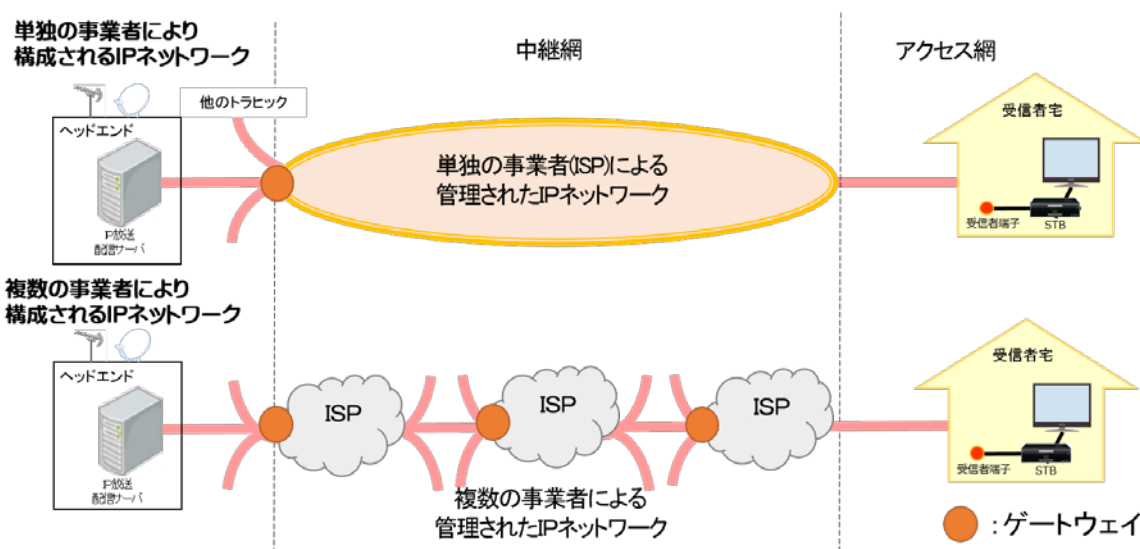 単独の事業者により
構成されるIPネットワーク
中継網
アクセス網
他のトラヒック
ヘッドエンド
IP放送
配信サーバ
単独の事業者(ISP)による
管理されたIPネットワーク
受信者宅
受信者端子
STB
複数の事業者により
構成されるIPネットワーク
ヘッドエンド
IP放送
配信サーバ
ISP
ISP
ISP
複数の事業者による
管理されたIPネットワーク
受信者宅
受信者端子
STB
:ゲートウェイ